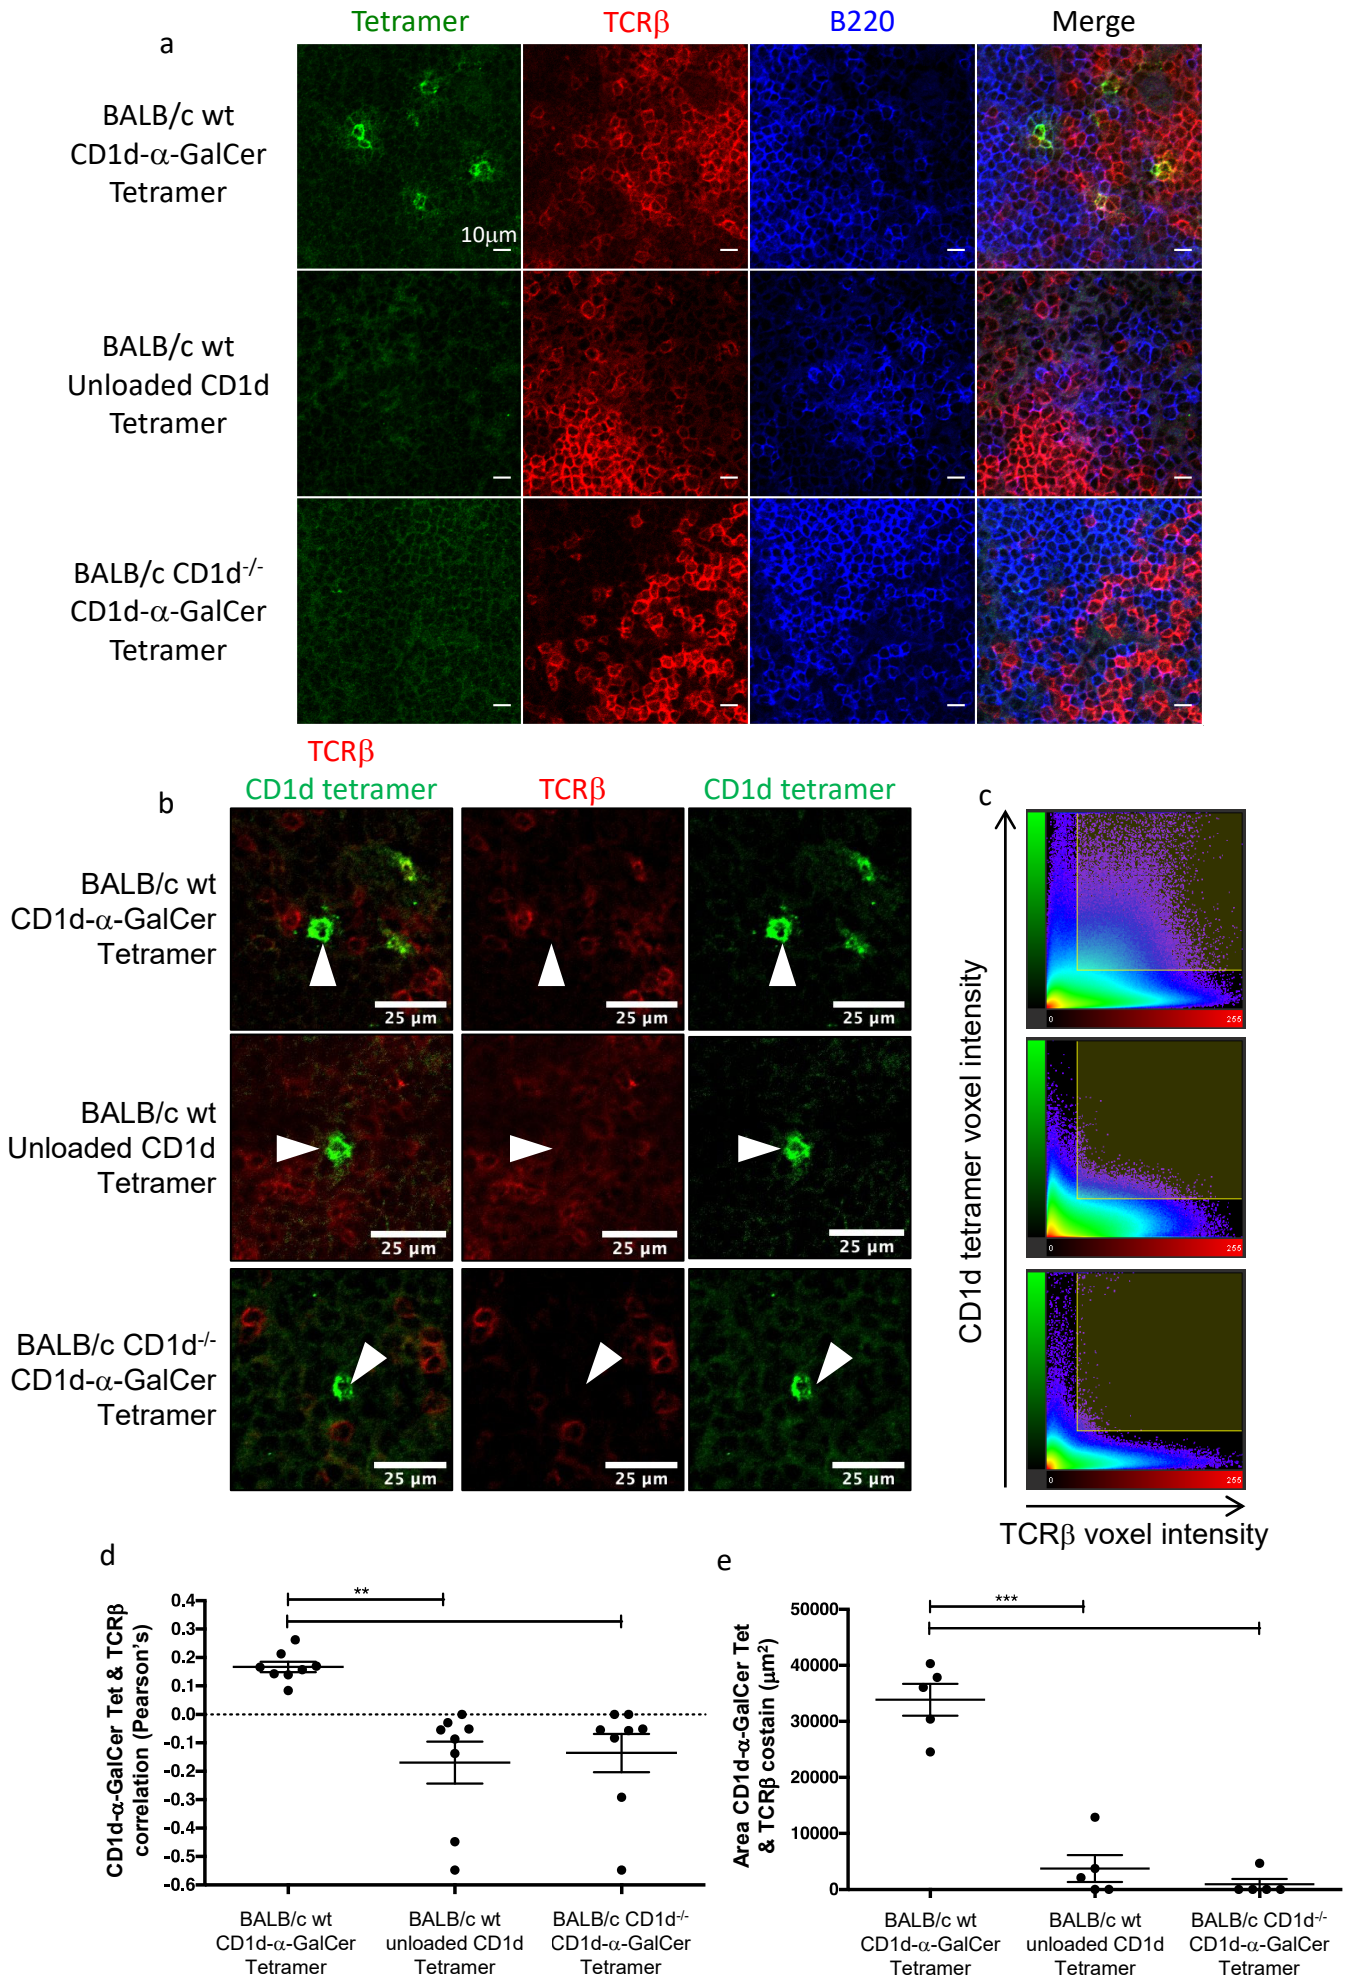 a
Tetramer
TCRβ
B220
Merge
BALB/c wt
CD1d-α-GalCer
Tetramer
10μm
BALB/c wt
Unloaded CD1d
Tetramer
BALB/c CD1d-/-
CD1d-α-GalCer
Tetramer
b
TCRβ
CD1d tetramer
TCRβ
CD1d tetramer
BALB/c wt
CD1d-α-GalCer
Tetramer
25 μm
25 μm
25 μm
BALB/c wt
Unloaded CD1d
Tetramer
25 μm
25 μm
25 μm
BALB/c CD1d-/-
CD1d-α-GalCer
Tetramer
25 μm
25 μm
25 μm
c
CD1d tetramer voxel intensity
0 255
0 255
0 255
TCRβ voxel intensity
d
CD1d-α-GalCer Tet & TCRβ
correlation (Pearson's)
**
0.4
0.3
0.2
0.1
0.0
-0.1
-0.2
-0.3
-0.4
-0.5
-0.6
BALB/c wt
CD1d-α-GalCer
Tetramer
BALB/c wt
unloaded CD1d
Tetramer
BALB/c CD1d-/-
CD1d-α-GalCer
Tetramer
e
Area CD1d-α-GalCer Tet
& TCRβ costain (μm2)
***
50000
40000
30000
20000
10000
0
BALB/c wt
CD1d-α-GalCer
Tetramer
BALB/c wt
unloaded CD1d
Tetramer
BALB/c CD1d-/-
CD1d-α-GalCer
Tetramer